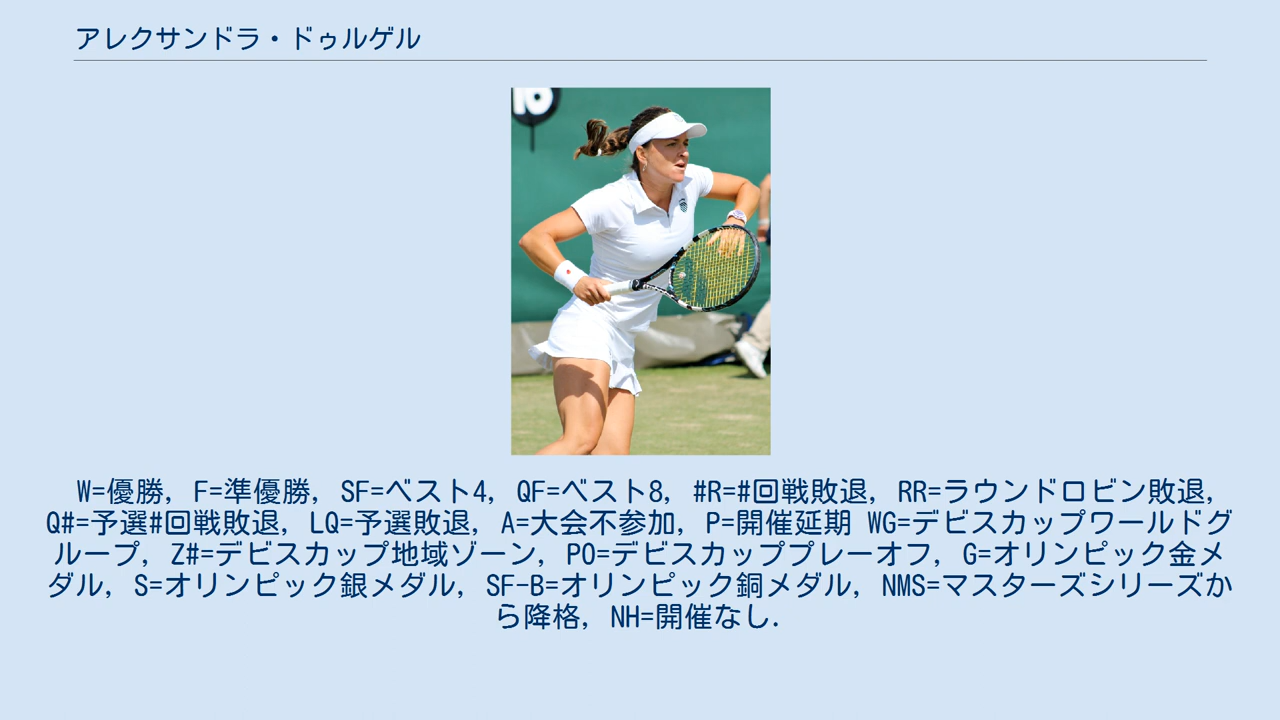 アレクサンドラ・ドゥルゲル
16
W=優勝, F=準優勝, SF=ベスト4, QF=ベスト8, #R=#回戦敗退, RR=ラウンドロビン敗退,
Q#=予選#回戦敗退, LQ=予選敗退, A=大会不参加, P=開催延期 WG=デビスカップワールドグ
ループ, Z#=デビスカップ地域ゾーン, PO=デビスカッププレーオフ, G=オリンピック金メ
ダル, S=オリンピック銀メダル, SF-B=オリンピック銅メダル, NMS=マスターズシリーズか
ら降格, NH=開催なし.